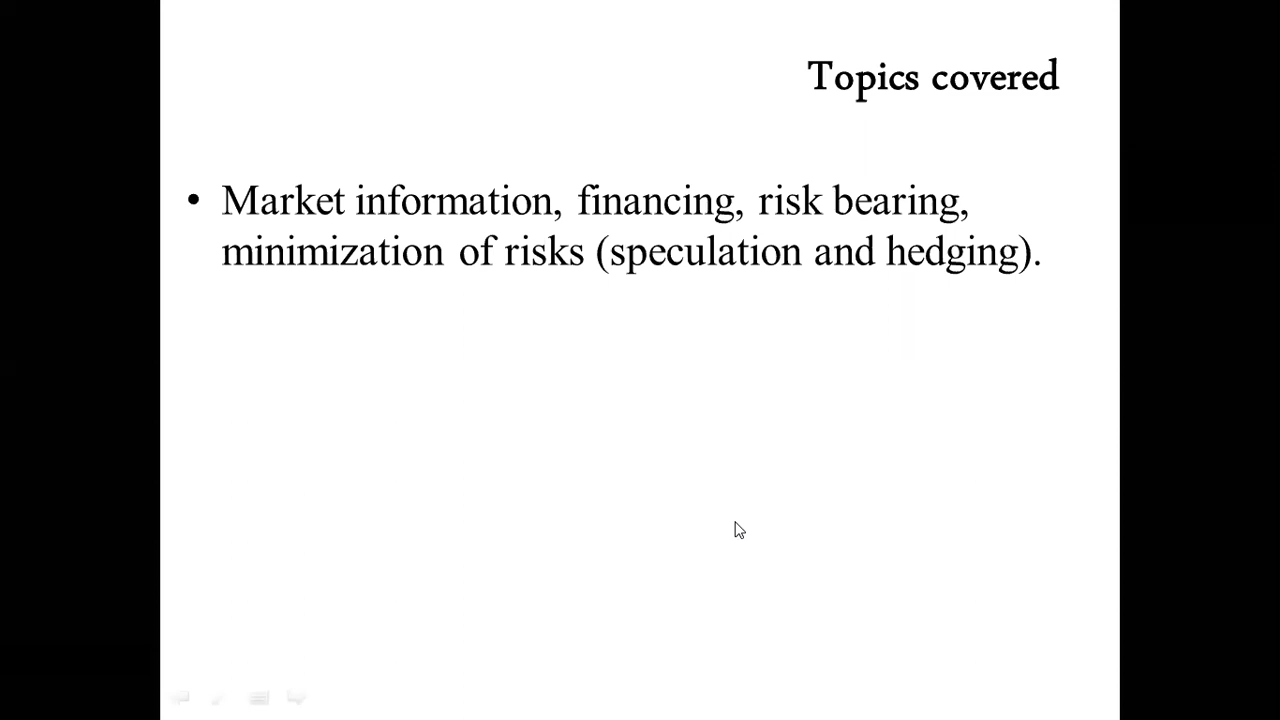 Topics covered
• Market information, financing, risk bearing,
minimization of risks (speculation and hedging).